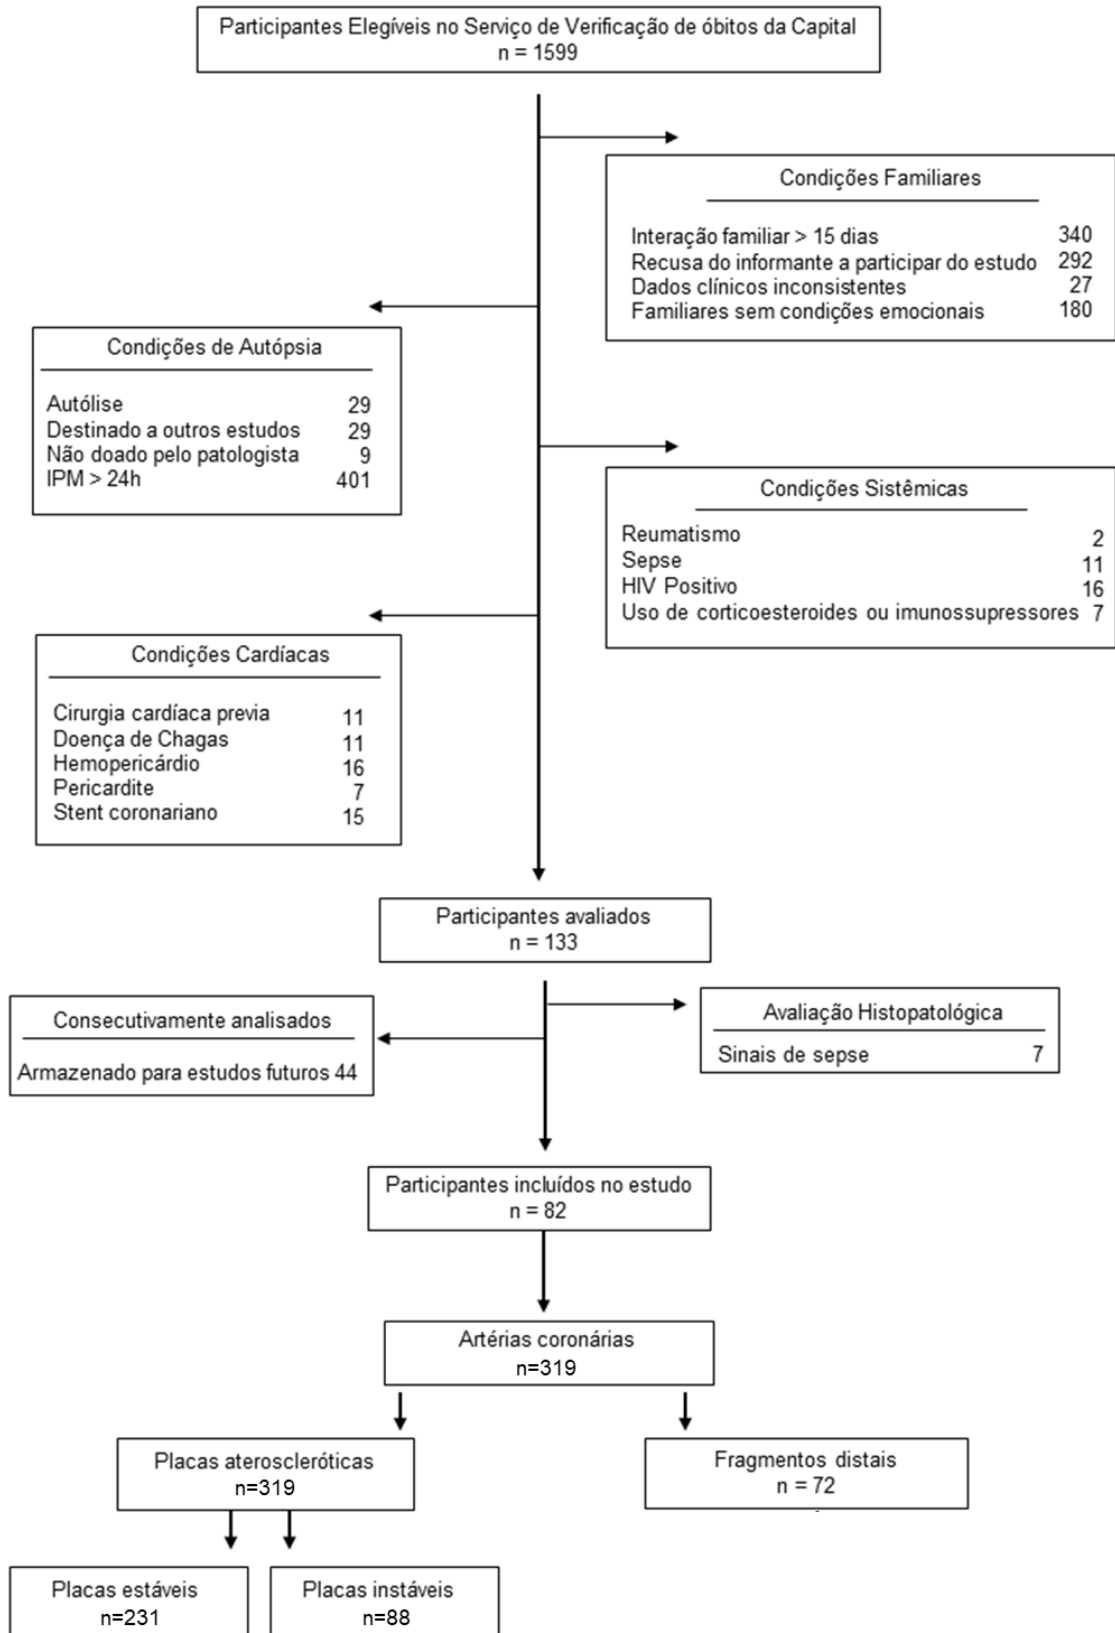 Participantes Elegíveis no Serviço de Verificação de óbitos da Capital
n = 1599
Condições Familiares
Interação familiar > 15 dias 340
Recusa do informante a participar do estudo 292
Dados clínicos inconsistentes 27
Familiares sem condições emocionais 180
Condições de Autópsia
Autólise 29
Destinado a outros estudos 29
Não doado pelo patologista 9
IPM > 24h 401
Condições Sistêmicas
Reumatismo 2
Sepse 11
HIV Positivo 16
Uso de corticoesteroides ou imunossupressores 7
Condições Cardíacas
Cirurgia cardíaca previa 11
Doença de Chagas 11
Hemopericárdio 16
Pericardite 7
Stent coronariano 15
Participantes avaliados
n = 133
Consecutivamente analisados
Armazenado para estudos futuros 44
Avaliação Histopatológica
Sinais de sepse 7
Participantes incluídos no estudo
n = 82
Artérias coronárias
n=319
Placas ateroscleróticas
n=319
Fragmentos distais
n = 72
Placas estáveis
n=231
Placas instáveis
n=88